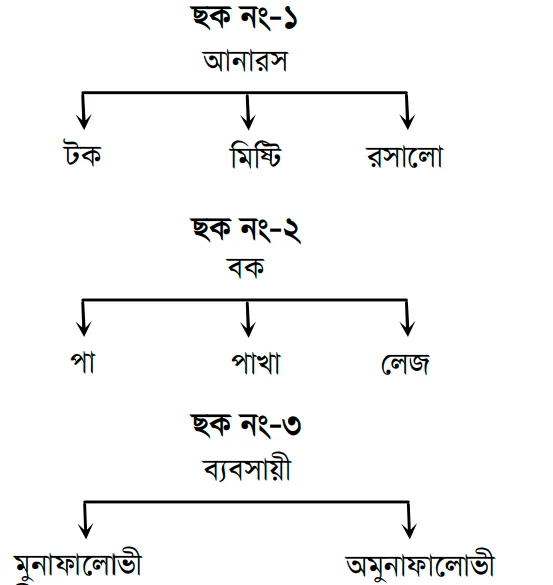 ছক নং-১
আনারস
টক মিষ্টি রসালো
ছক নং-২
বক
পা পাখা লেজ
ছক নং-৩
ব্যবসায়ী
মুনাফালোভী অমুনাফালোভী